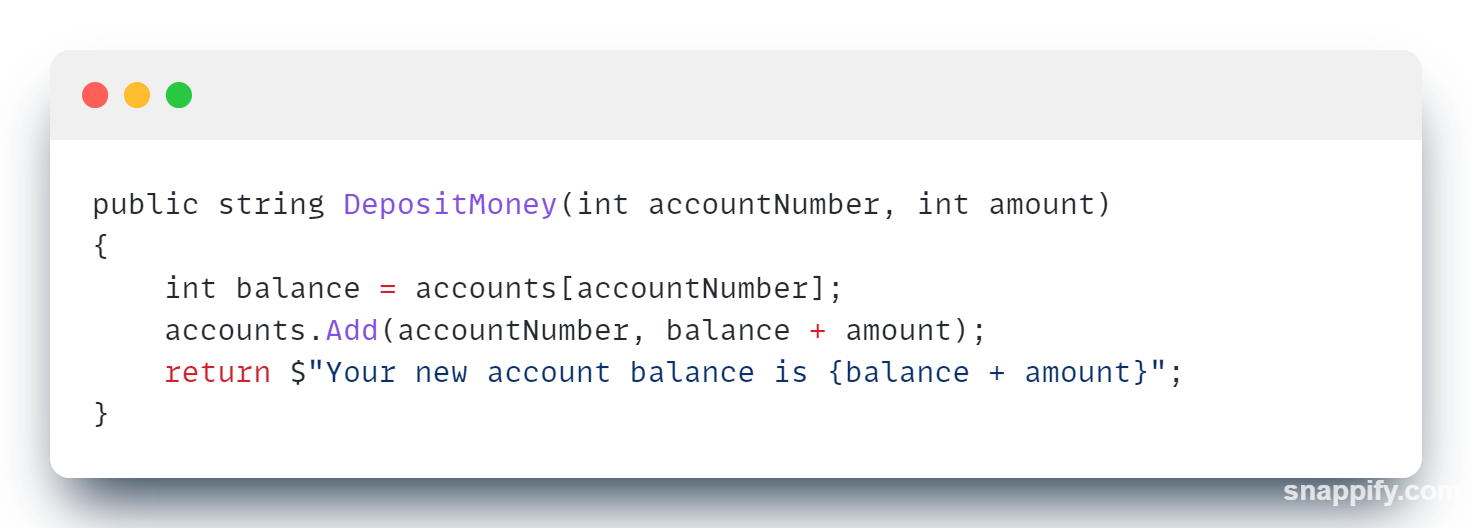 public string DepositMoney(int accountNumber, int amount)
{
    int balance = accounts[accountNumber];
    accounts.Add(accountNumber, balance + amount);
    return $"Your new account balance is {balance + amount}";
}
snappify.com